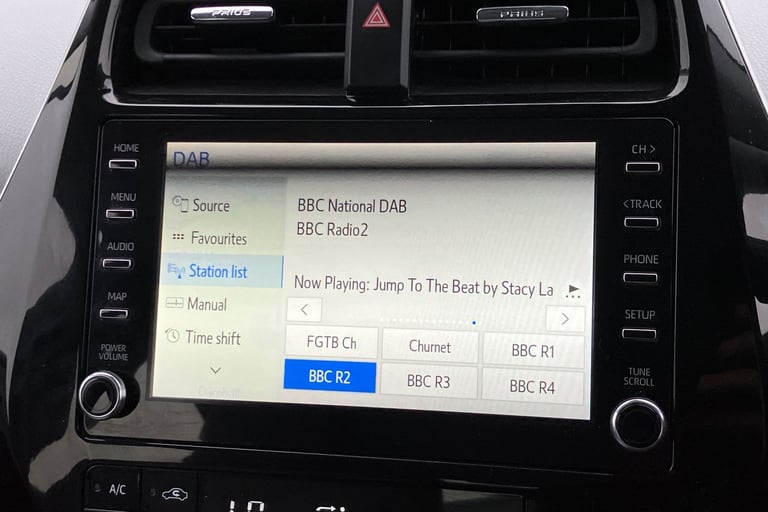 PRIUS
PRIUS
HOME
MENU
AUDIO
MAP
POWER
VOLUME
DAB
Source
Favourites
Station list
Manual
Time shift
BBC National DAB
BBC Radio2
Now Playing: Jump To The Beat by Stacy La
<
>
FGTB Ch
Churnet
BBC R1
BBC R2
BBC R3
BBC R4
CH >
< TRACK
PHONE
SETUP
TUNE
SCROLL
A/C